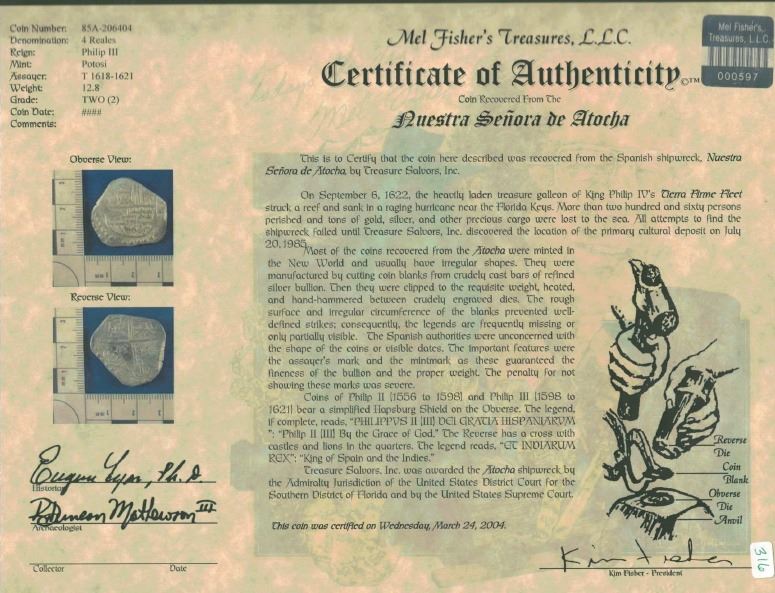 Coin Number: 85A-206404
Denomination: 4 Reales
Reign: Philip III
Mint: Potosi
Assayer: T 1618-1621
Weight: 12.8
Grade: TWO (2)
Coin Date: ####
Comments:
Mel Fisher's Treasures, L.L.C.
Certificate of Authenticity ©™
Coin Recovered From The
Nuestra Señora de Atocha
Mel Fisher's
Treasures, L.L.C.
000597
Obverse View:
Reverse View:
This is to Certify that the coin here described was recovered from the Spanish shipwreck, Nuestra
Señora de Atocha, by Treasure Salvors, Inc.
On September 6, 1622, the heavily laden treasure galleon of King Philip IV's Tierra Firme Fleet
struck a reef and sank in a raging hurricane near the Florida Keys. More than two hundred and sixty persons
perished and tons of gold, silver, and other precious cargo were lost to the sea. All attempts to find the
shipwreck failed until Treasure Salvors, Inc. discovered the location of the primary cultural deposit on July
20, 1985.
Most of the coins recovered from the Atocha were minted in
the New World and usually have irregular shapes. They were
manufactured by cutting coin blanks from crudely cast bars of refined
silver bullion. Then they were clipped to the requisite weight, heated,
and hand-hammered between crudely engraved dies. The rough
surface and irregular circumference of the blanks prevented well-
defined strikes; consequently, the legends are frequently missing or
only partially visible. The Spanish authorities were unconcerned with
the shape of the coins or visible dates. The important features were
the assayer's mark and the mintmark as these guaranteed the
fineness of the bullion and the proper weight. The penalty for not
showing these marks was severe.
Coins of Philip II [1556 to 1598] and Philip III [1598 to
1621] bear a simplified Hapsburg Shield on the Obverse. The legend,
if complete, reads, "PHILIPPVS II [III] DEI GRATIA HISPANIARUM
": "Philip II [III] By the Grace of God." The Reverse has a cross with
castles and lions in the quarters. The legend reads, "ET INDIARUM
REX": "King of Spain and the Indies."
Treasure Salvors, Inc. was awarded the Atocha shipwreck by
the Admiralty Jurisdiction of the United States District Court for the
Southern District of Florida and by the United States Supreme Court.
This coin was certified on Wednesday, March 24, 2004.
Reverse
Die
Coin
Blank
Obverse
Die
Anvil
Eugene Lyon, Ph.D.
Historian
R. Duncan Mathewson III
Archaeologist
Collector Date
Kim Fisher
Kim Fisher - President
316